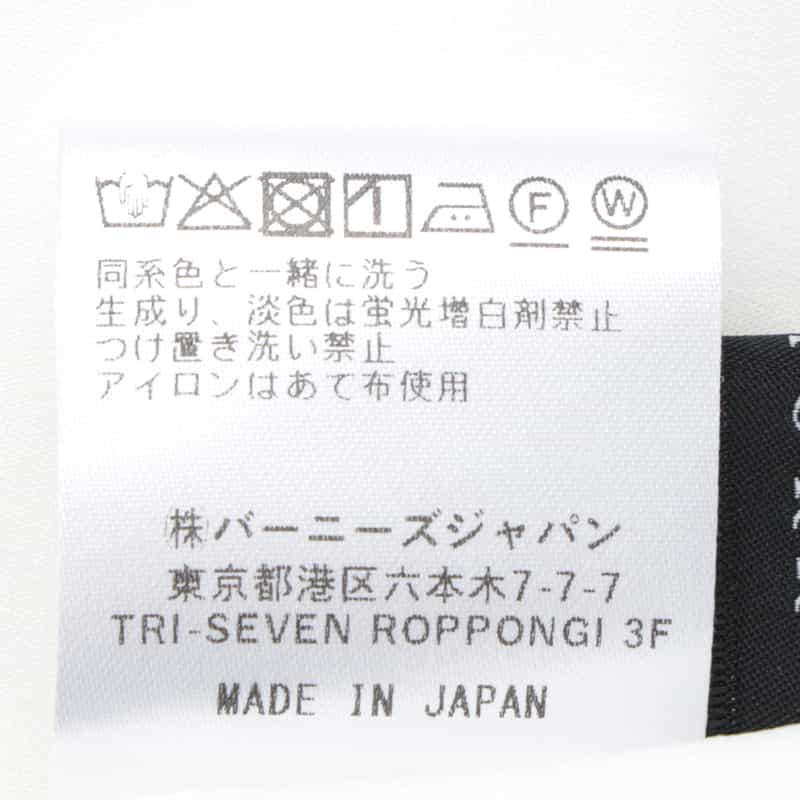 F W
同系色と一緒に洗う
生成り、淡色は蛍光増白剤禁止
つけ置き洗い禁止
アイロンはあて布使用
㈱バーニーズジャパン
東京都港区六本木7-7-7
TRI-SEVEN ROPPONGI 3F
MADE IN JAPAN